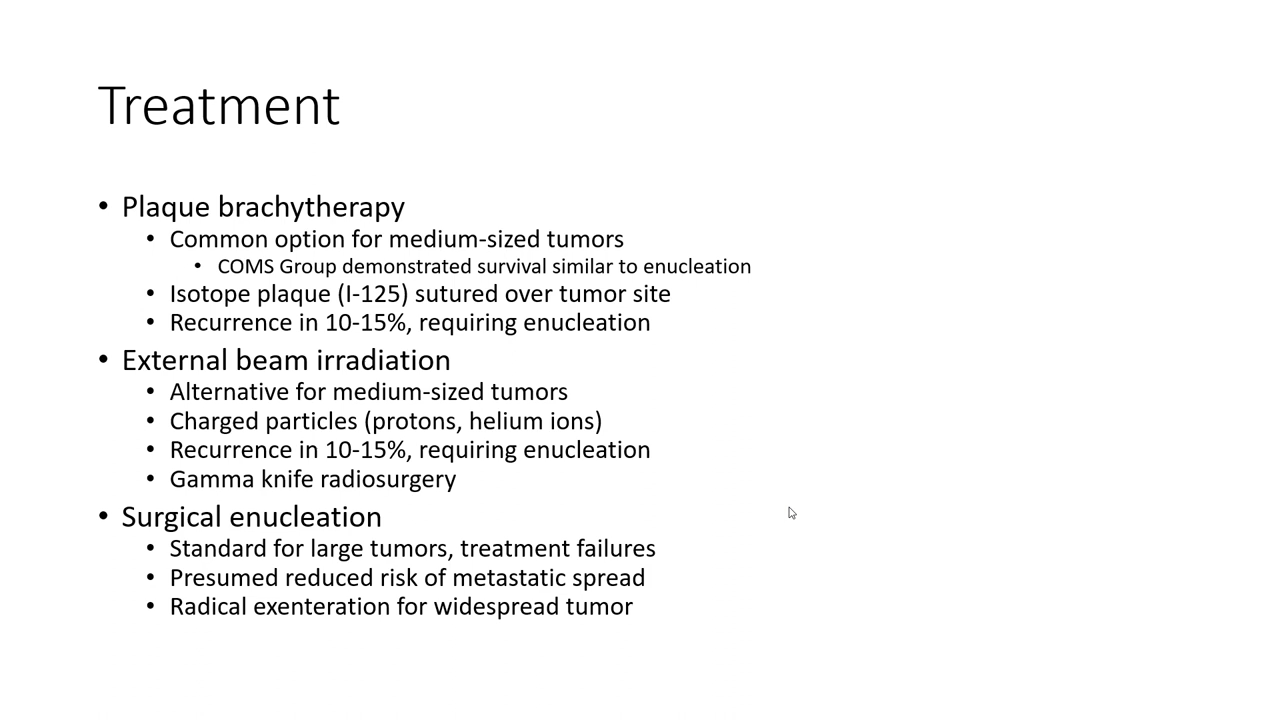 Treatment
• Plaque brachytherapy
• Common option for medium-sized tumors
• COMS Group demonstrated survival similar to enucleation
• Isotope plaque (I-125) sutured over tumor site
• Recurrence in 10-15%, requiring enucleation
• External beam irradiation
• Alternative for medium-sized tumors
• Charged particles (protons, helium ions)
• Recurrence in 10-15%, requiring enucleation
• Gamma knife radiosurgery
• Surgical enucleation
• Standard for large tumors, treatment failures
• Presumed reduced risk of metastatic spread
• Radical exenteration for widespread tumor